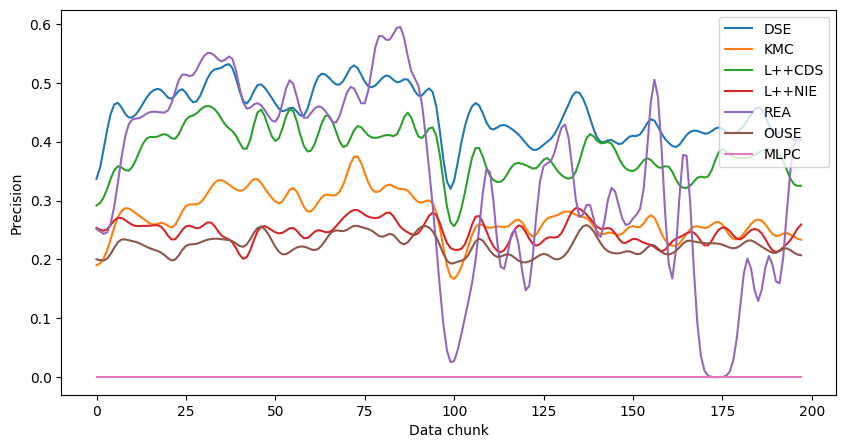 0.6
0.5
0.4
0.3
0.2
0.1
0.0
Precision
0
25
50
75
100
125
150
175
200
Data chunk
DSE
KMC
L++CDS
L++NIE
REA
OUSE
MLPC